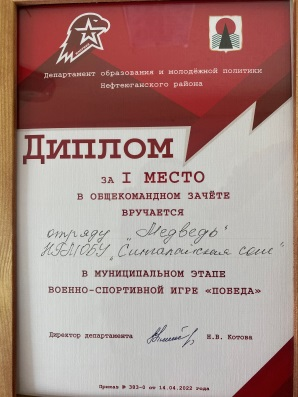 Департамент образования и молодёжной политики
Нефтеюганского района
Диплом
ЗА I МЕСТО
В ОБЩЕКОМАНДНОМ ЗАЧЁТЕ
ВРУЧАЕТСЯ
отряду "Медведь"
НРМОБУ "Сингапайская сош"
В МУНИЦИПАЛЬНОМ ЭТАПЕ
ВОЕННО-СПОРТИВНОЙ ИГРЕ «ПОБЕДА»
Директор департамента Н.В. Котова
Приказ № 383-0 от 14.04.2022 года